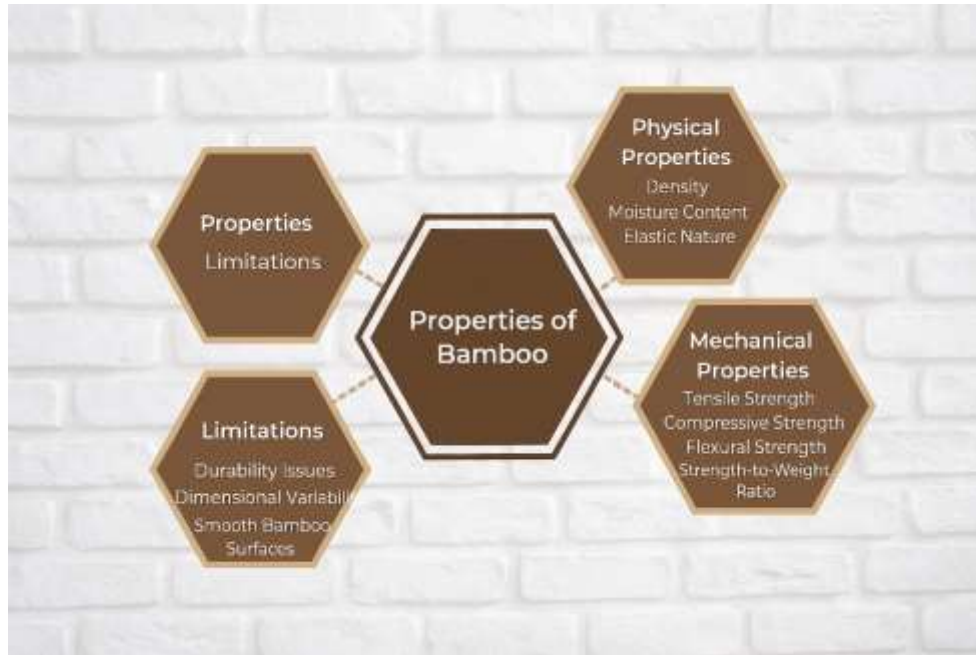 Properties of
Bamboo
Properties
Limitations
Physical
Properties
Density
Moisture Content
Elastic Nature
Mechanical
Properties
Tensile Strength
Compressive Strength
Flexural Strength
Strength-to-Weight
Ratio
Limitations
Durability Issues
Dimensional Variabili
Smooth Bamboo
Surfaces